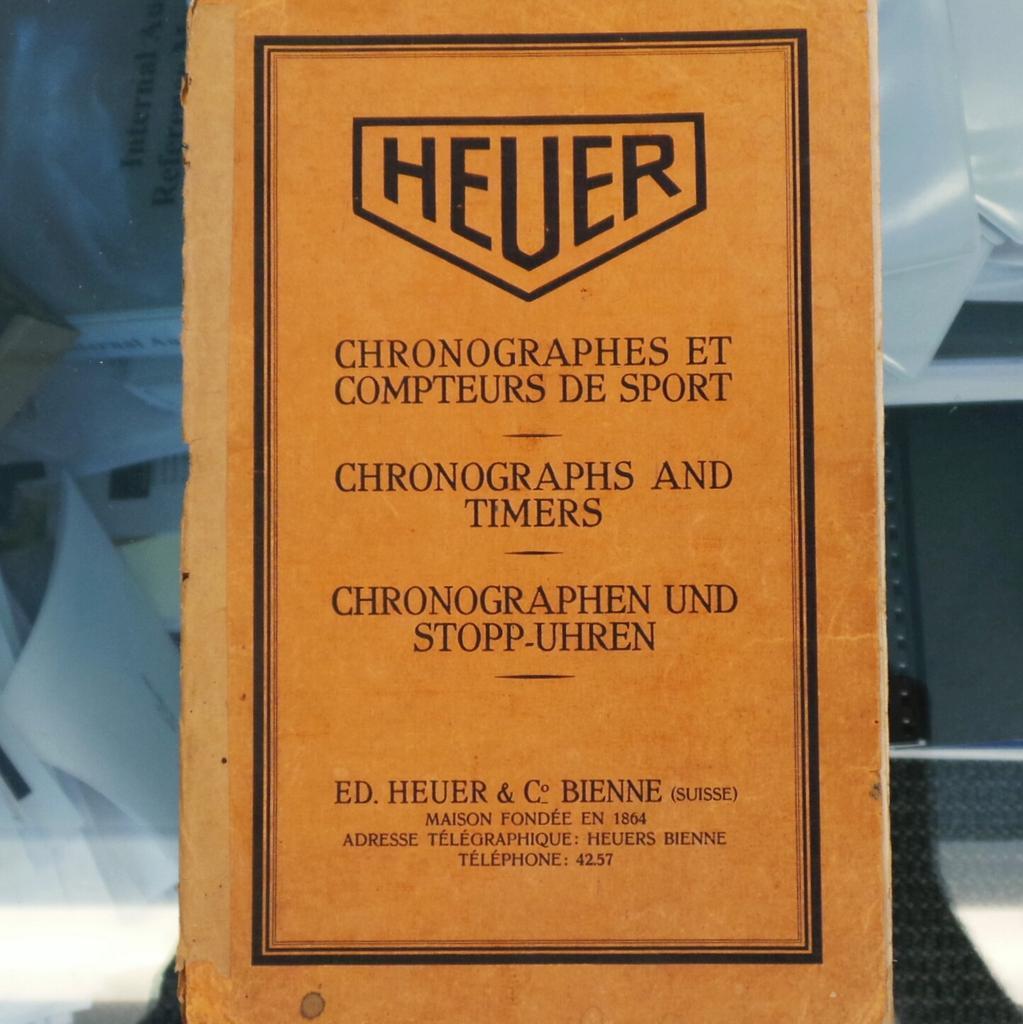 HEUER
CHRONOGRAPHES ET
COMPTEURS DE SPORT
CHRONOGRAPHS AND
TIMERS
CHRONOGRAPHEN UND
STOPP-UHREN
ED. HEUER & Cº BIENNE (SUISSE)
MAISON FONDÉE EN 1864
ADRESSE TÉLÉGRAPHIQUE: HEUERS BIENNE
TÉLÉPHONE: 42.57
Internal